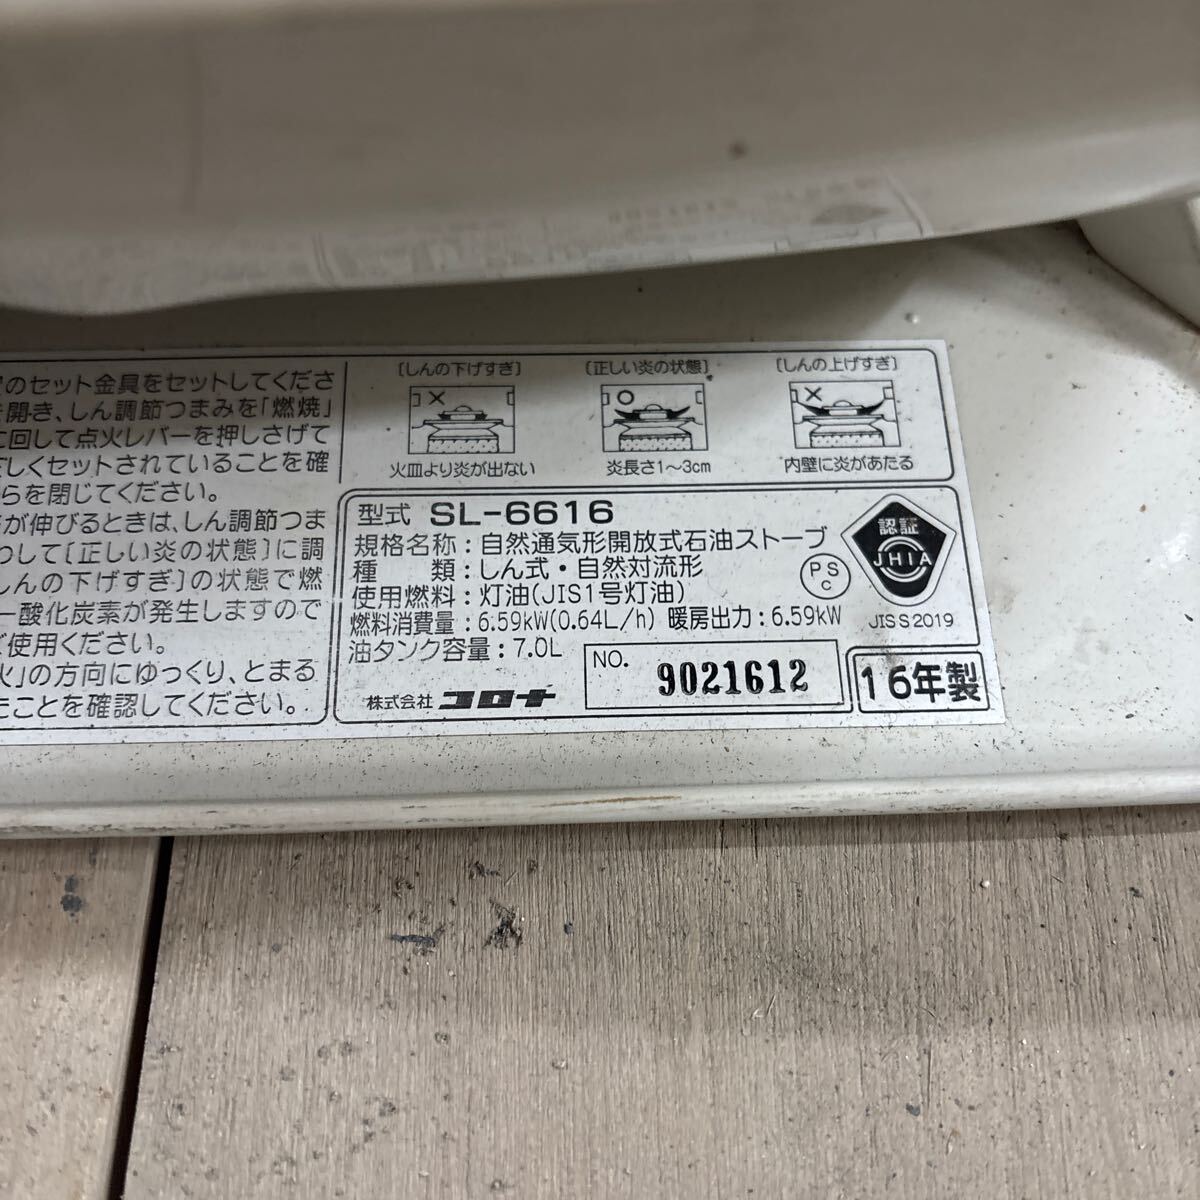 のセット金具をセットしてくださ
開き、しん調節つまみを「燃焼」
に回して点火レバーを押しさげて
しくセットされていることを確
らを閉じてください。
が伸びるときは、しん調節つま
わして〔正しい炎の状態〕に調
しんの下げすぎ〕の状態で燃
一酸化炭素が発生しますので
ご使用ください。
火」の方向にゆっくり、とまる
たことを確認してください。
〔しんの下げすぎ〕
火皿より炎が出ない
〔正しい炎の状態〕
炎長さ1～3cm
〔しんの上げすぎ〕
内壁に炎があたる
型式 SL-6616
規格名称：自然通気形開放式石油ストーブ
種類：しん式・自然対流形
使用燃料：灯油(JIS1号灯油)
燃料消費量：6.59kW(0.64L/h) 暖房出力：6.59kW
油タンク容量：7.0L
株式会社 コロナ
NO. 9021612
PSC
認証
JHIA
JIS S 2019
16年製